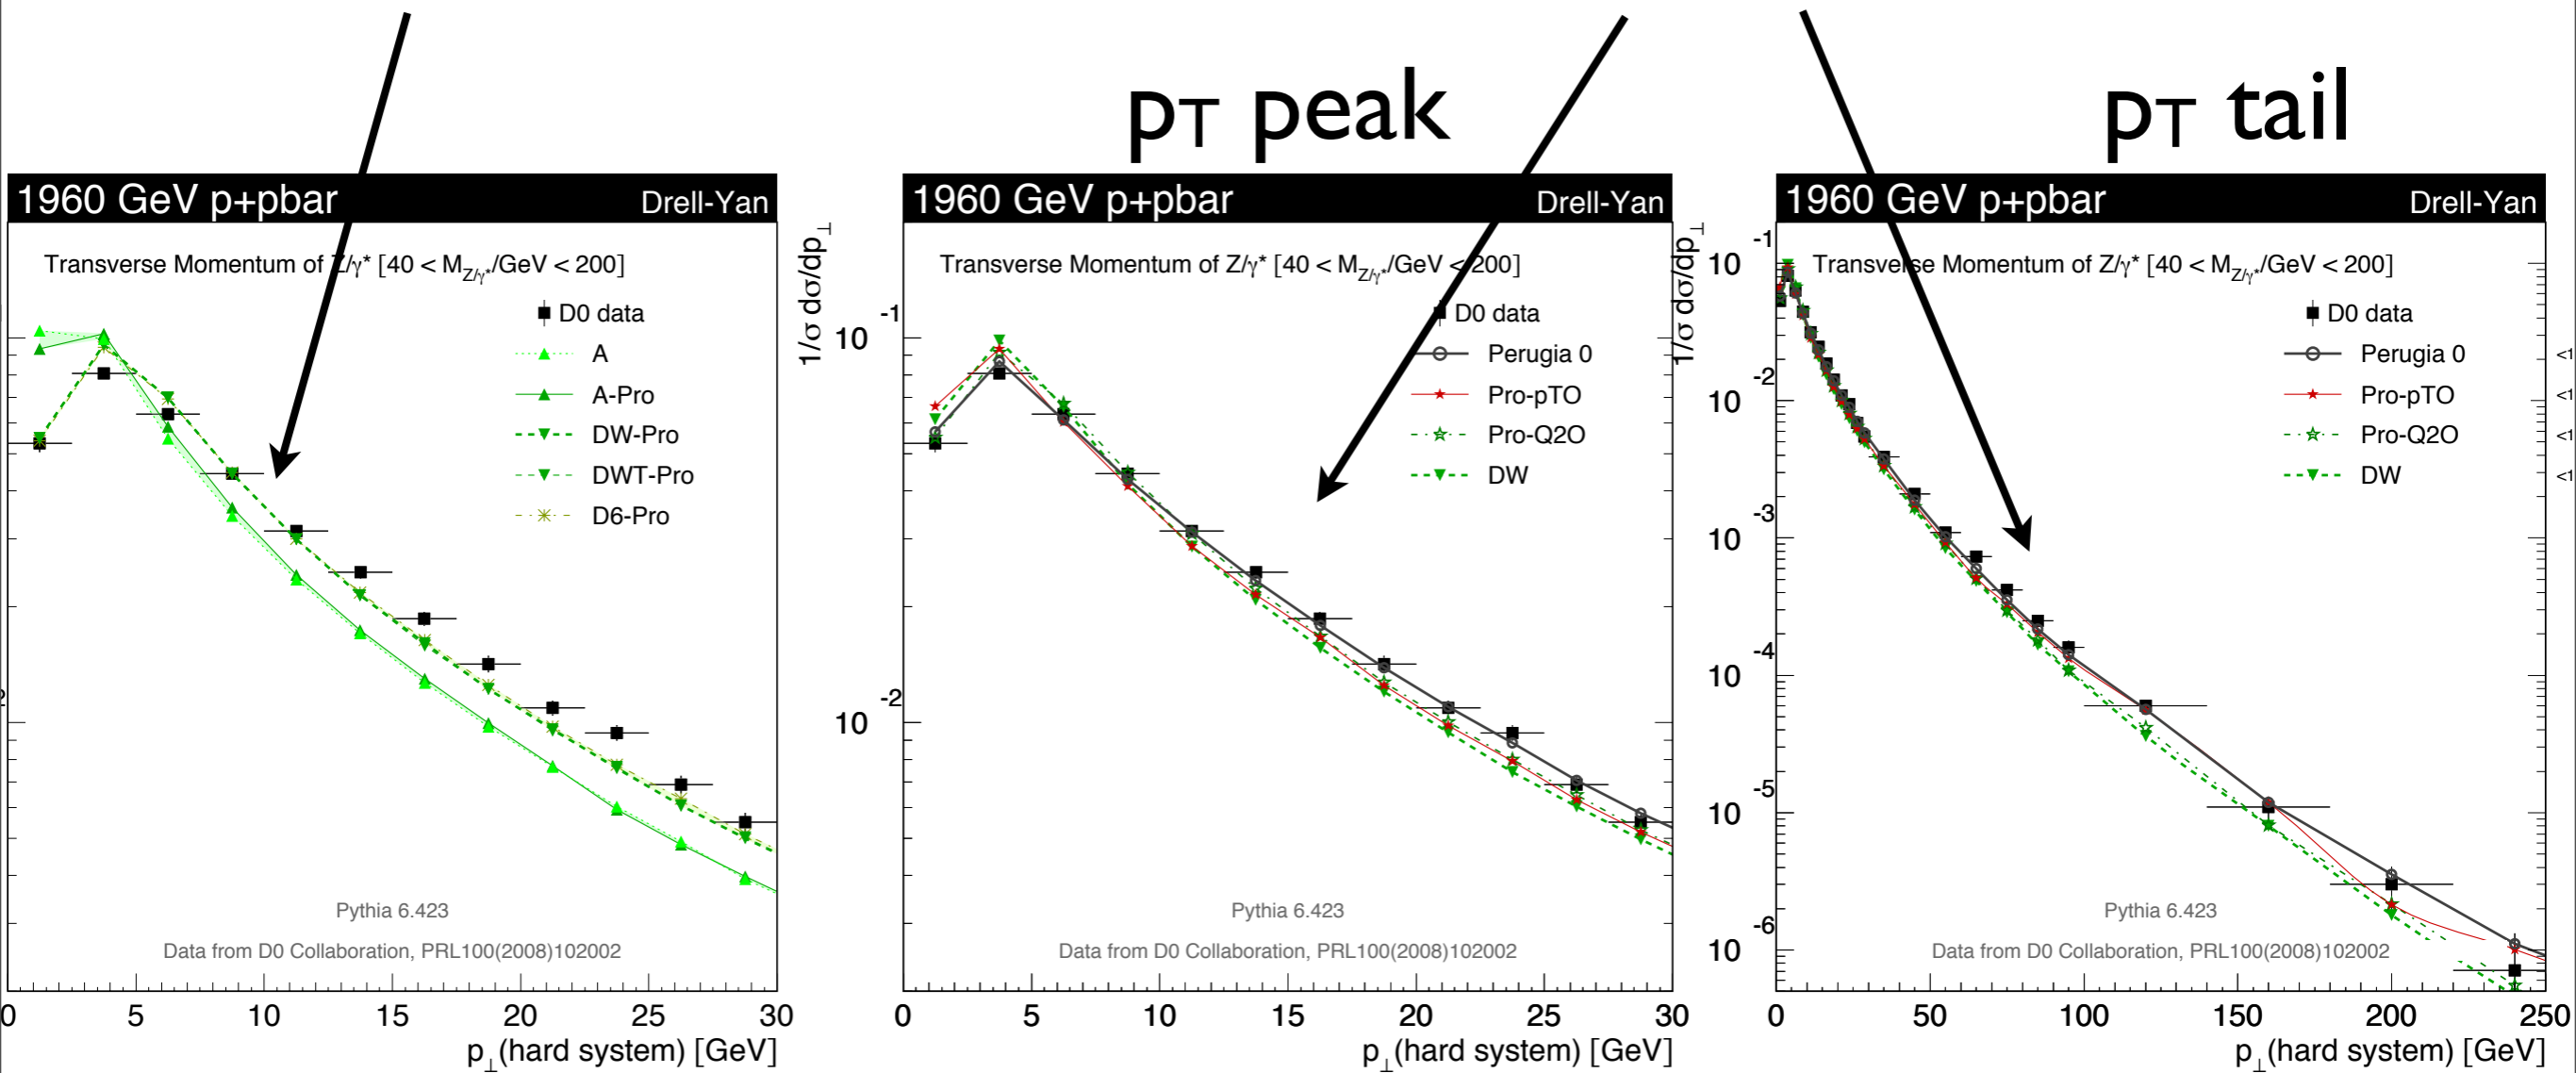 pT peak
pT tail
1960 GeV p+pbar Drell-Yan
Transverse Momentum of Z/γ* [40 < M_Z/γ*/GeV < 200]
D0 data
A
A-Pro
DW-Pro
DWT-Pro
D6-Pro
Pythia 6.423
Data from D0 Collaboration, PRL100(2008)102002
0 5 10 15 20 25 30
p⊥(hard system) [GeV]
1960 GeV p+pbar Drell-Yan
1/σ dσ/dp⊥
Transverse Momentum of Z/γ* [40 < M_Z/γ*/GeV < 200]
10^-1
10^-2
D0 data
Perugia 0
Pro-pTO
Pro-Q2O
DW
Pythia 6.423
Data from D0 Collaboration, PRL100(2008)102002
0 5 10 15 20 25 30
p⊥(hard system) [GeV]
1960 GeV p+pbar Drell-Yan
1/σ dσ/dp⊥
Transverse Momentum of Z/γ* [40 < M_Z/γ*/GeV < 200]
10^-1
10^-2
10^-3
10^-4
10^-5
10^-6
D0 data
Perugia 0
Pro-pTO
Pro-Q2O
DW
<1
<1
<1
<1
Pythia 6.423
Data from D0 Collaboration, PRL100(2008)102002
0 50 100 150 200 250
p⊥(hard system) [GeV]